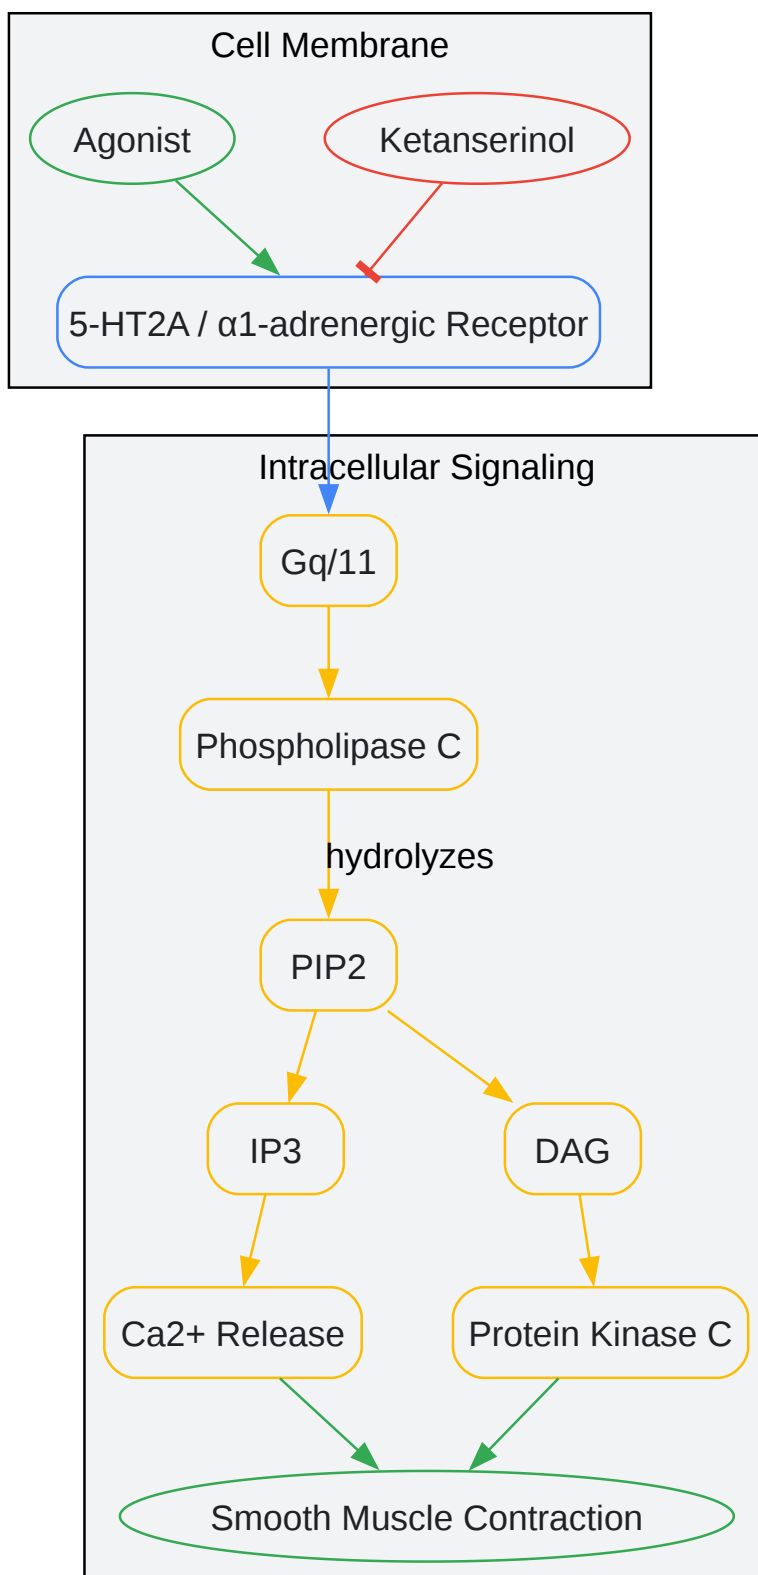 Cell Membrane
Agonist
Ketanserinol
5-HT2A / α1-adrenergic Receptor
Intracellular Signaling
Gq/11
Phospholipase C
hydrolyzes
PIP2
IP3
DAG
Ca2+ Release
Protein Kinase C
Smooth Muscle Contraction